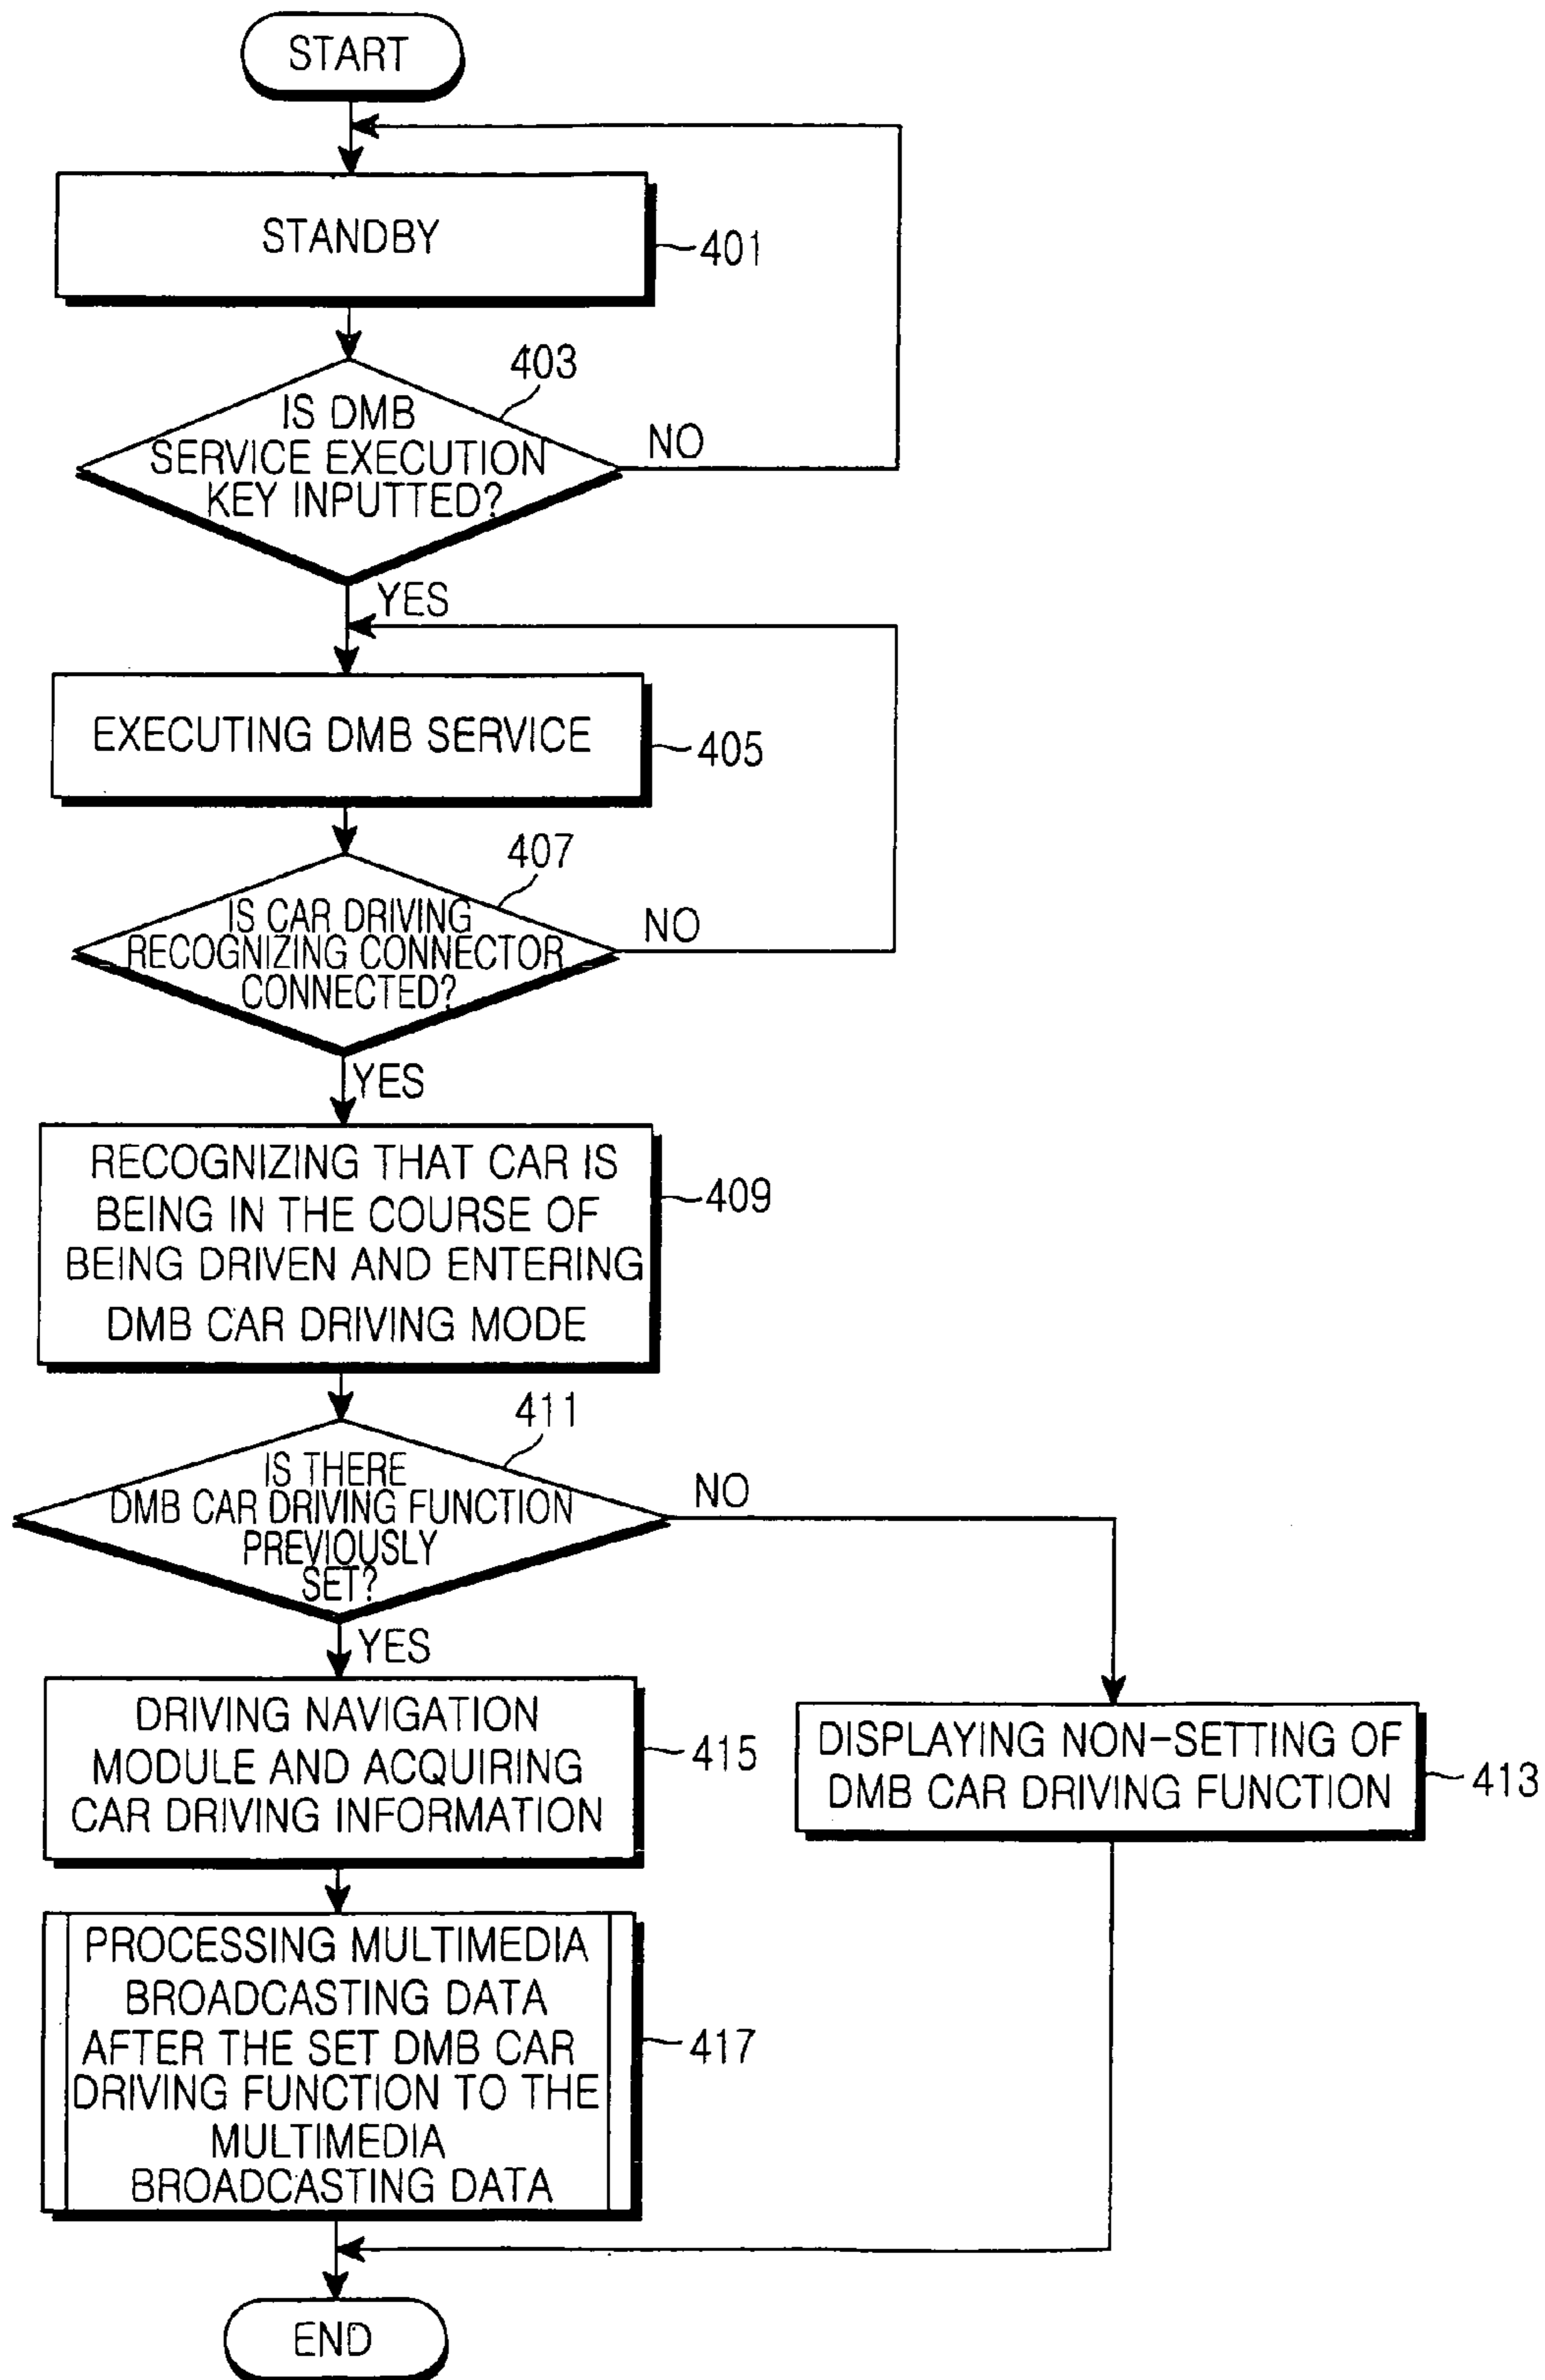 START
STANDBY
401
403
IS DMB
SERVICE EXECUTION
KEY INPUTTED?
NO
YES
EXECUTING DMB SERVICE
405
407
IS CAR DRIVING
RECOGNIZING CONNECTOR
CONNECTED?
NO
YES
RECOGNIZING THAT CAR IS
BEING IN THE COURSE OF
BEING DRIVEN AND ENTERING
DMB CAR DRIVING MODE
409
411
IS THERE
DMB CAR DRIVING FUNCTION
PREVIOUSLY
SET?
NO
YES
DRIVING NAVIGATION
MODULE AND ACQUIRING
CAR DRIVING INFORMATION
415
DISPLAYING NON-SETTING OF
DMB CAR DRIVING FUNCTION
413
PROCESSING MULTIMEDIA
BROADCASTING DATA
AFTER THE SET DMB CAR
DRIVING FUNCTION TO THE
MULTIMEDIA
BROADCASTING DATA
417
END